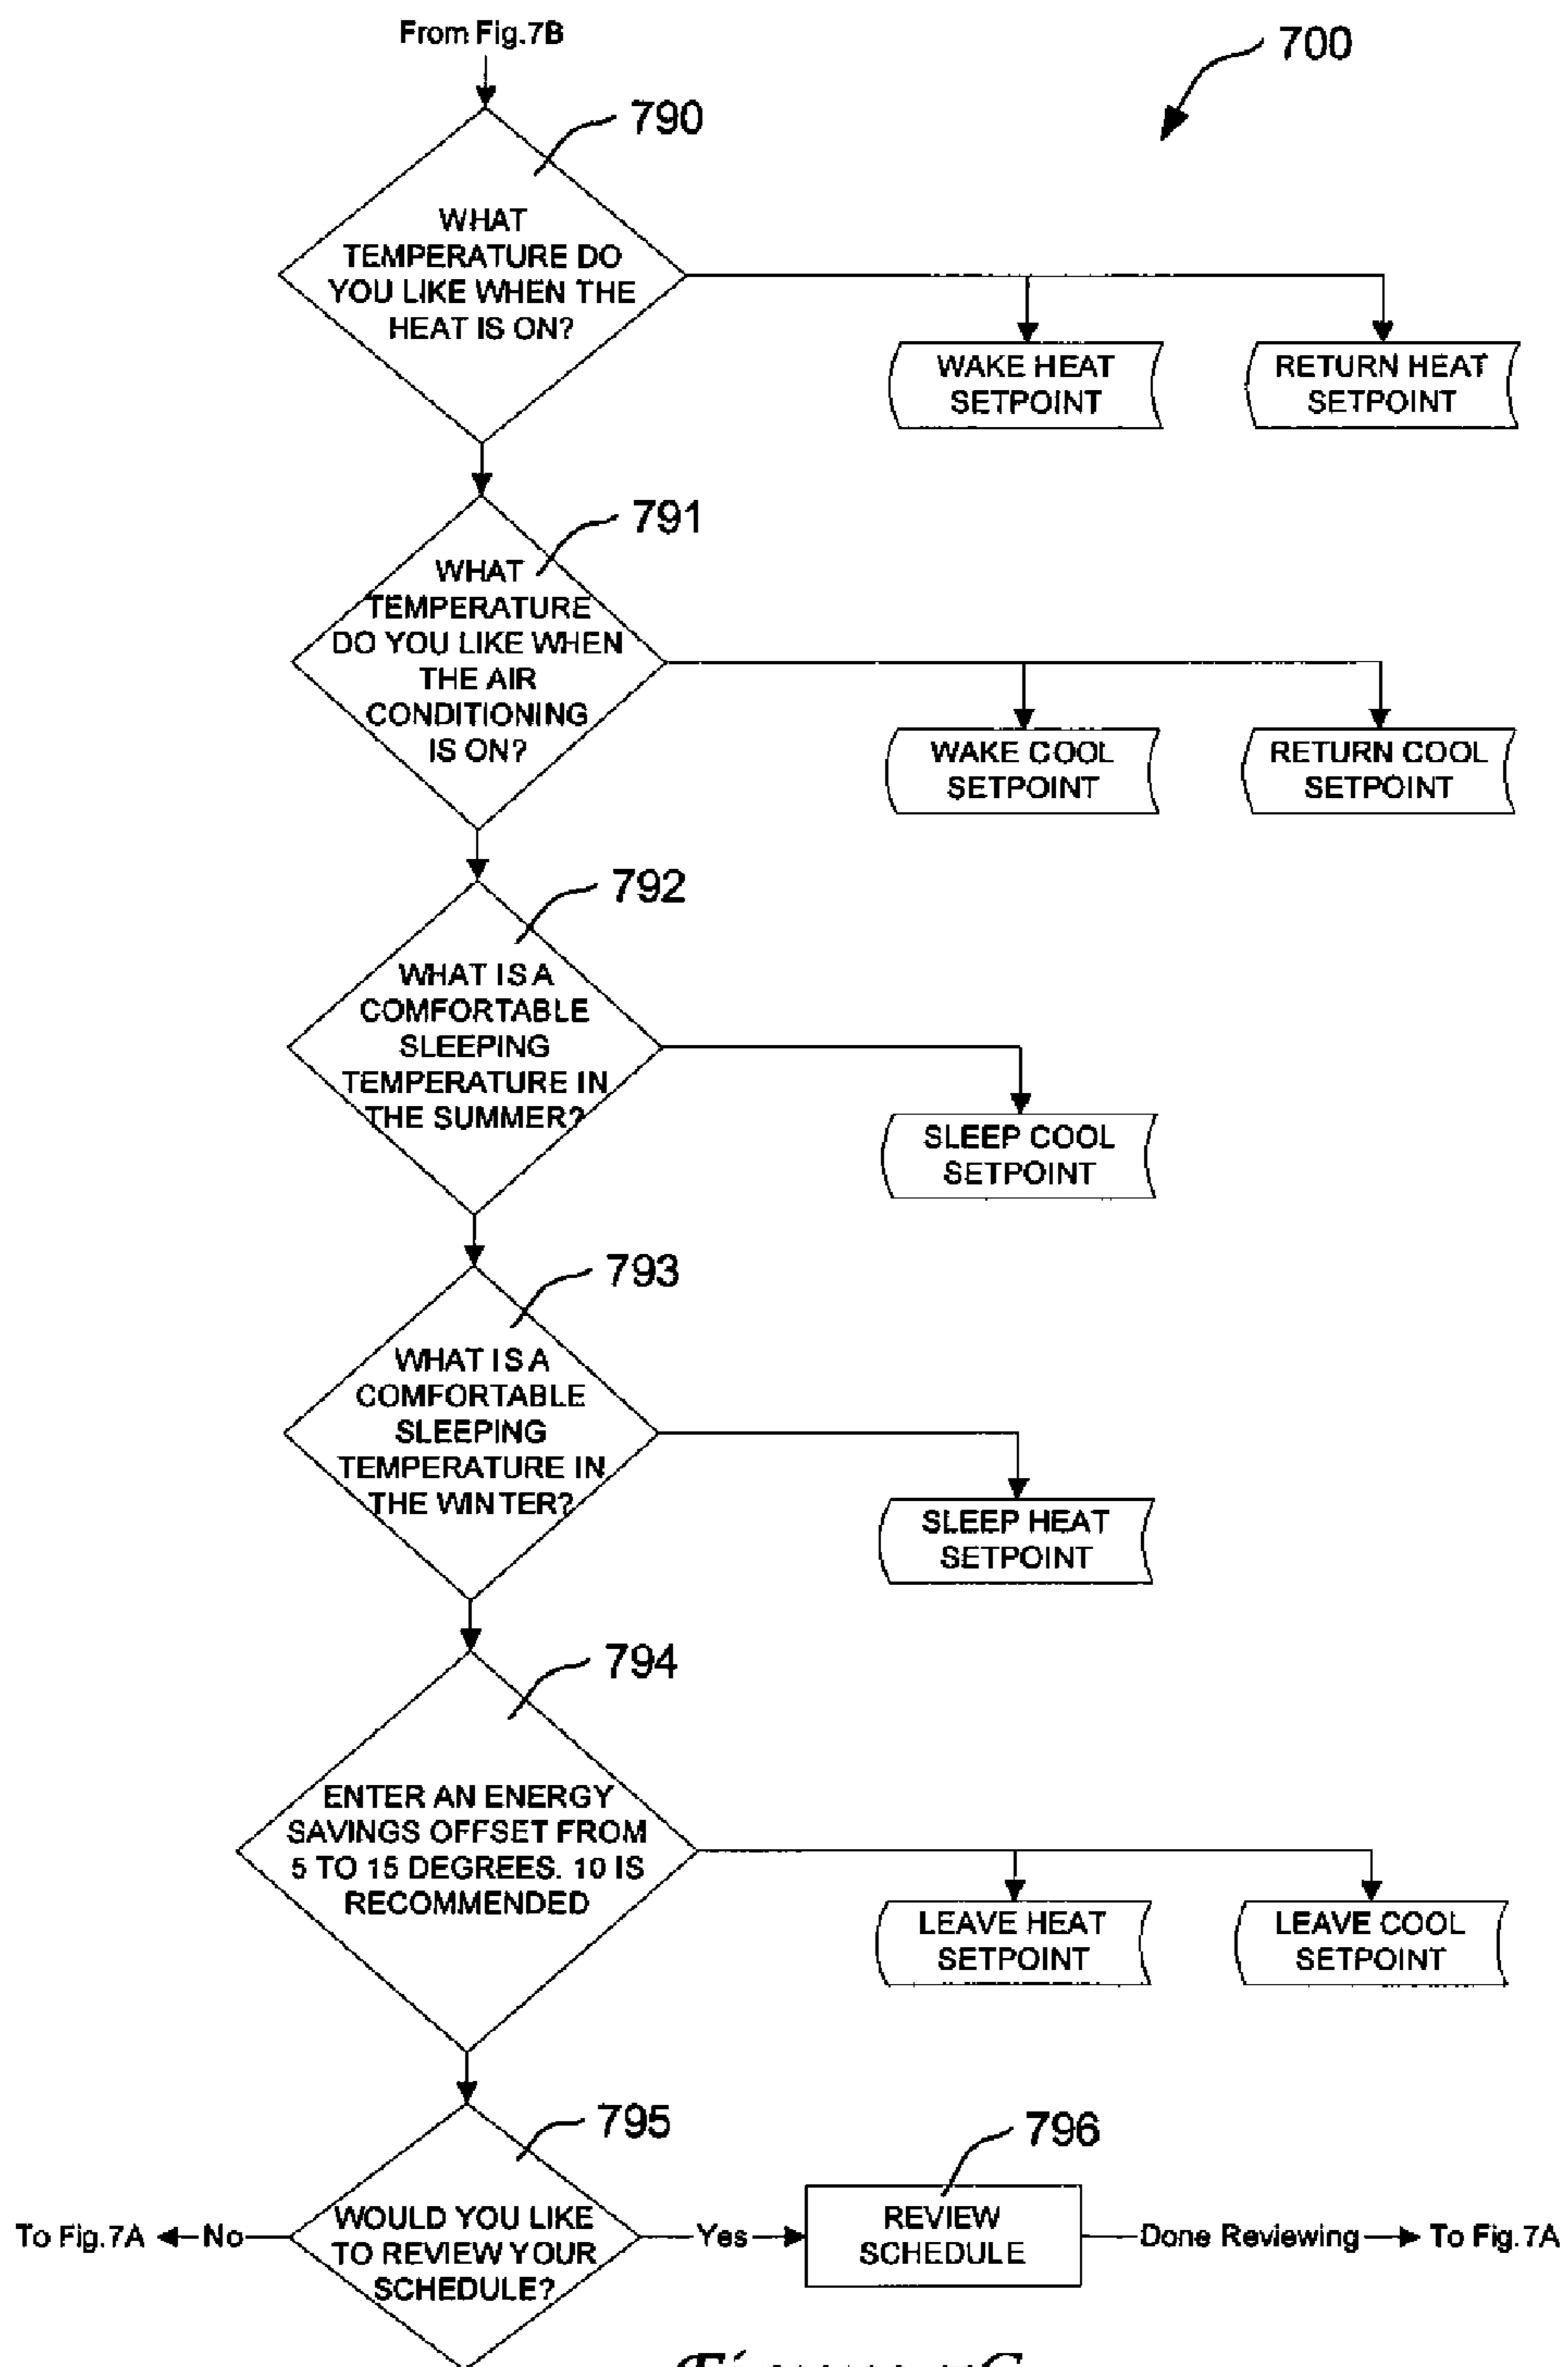 From Fig.7B
700
790
WHAT
TEMPERATURE DO
YOU LIKE WHEN THE
HEAT IS ON?
WAKE HEAT
SETPOINT
RETURN HEAT
SETPOINT
791
WHAT
TEMPERATURE
DO YOU LIKE WHEN
THE AIR
CONDITIONING
IS ON?
WAKE COOL
SETPOINT
RETURN COOL
SETPOINT
792
WHAT IS A
COMFORTABLE
SLEEPING
TEMPERATURE IN
THE SUMMER?
SLEEP COOL
SETPOINT
793
WHAT IS A
COMFORTABLE
SLEEPING
TEMPERATURE IN
THE WINTER?
SLEEP HEAT
SETPOINT
794
ENTER AN ENERGY
SAVINGS OFFSET FROM
5 TO 15 DEGREES. 10 IS
RECOMMENDED
LEAVE HEAT
SETPOINT
LEAVE COOL
SETPOINT
795
WOULD YOU LIKE
TO REVIEW YOUR
SCHEDULE?
To Fig.7A
No
Yes
796
REVIEW
SCHEDULE
Done Reviewing
To Fig.7A